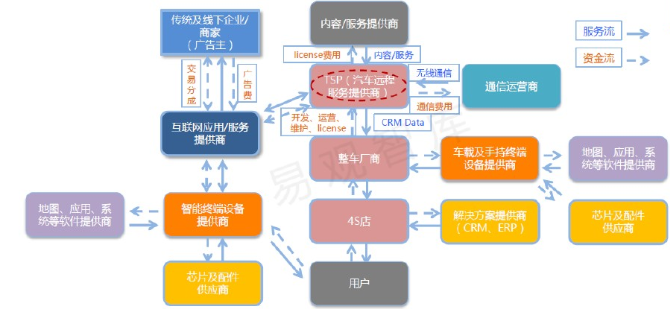 传统及线下企业/
商家
（广告主）
内容/服务提供商
服务流
资金流
license费用
内容/服务
交易分成
广告费
TSP（汽车远程
服务提供商）
无线通信
通信费用
通信运营商
互联网应用/服务
提供商
开发、运营、
维护、license
CRM Data
整车厂商
车载及手持终端
设备提供商
地图、应用、系
统等软件提供商
地图、应用、系
统等软件提供商
智能终端设备
提供商
4S店
解决方案提供商
（CRM、ERP）
芯片及配件
供应商
芯片及配件
供应商
用户
易观智库